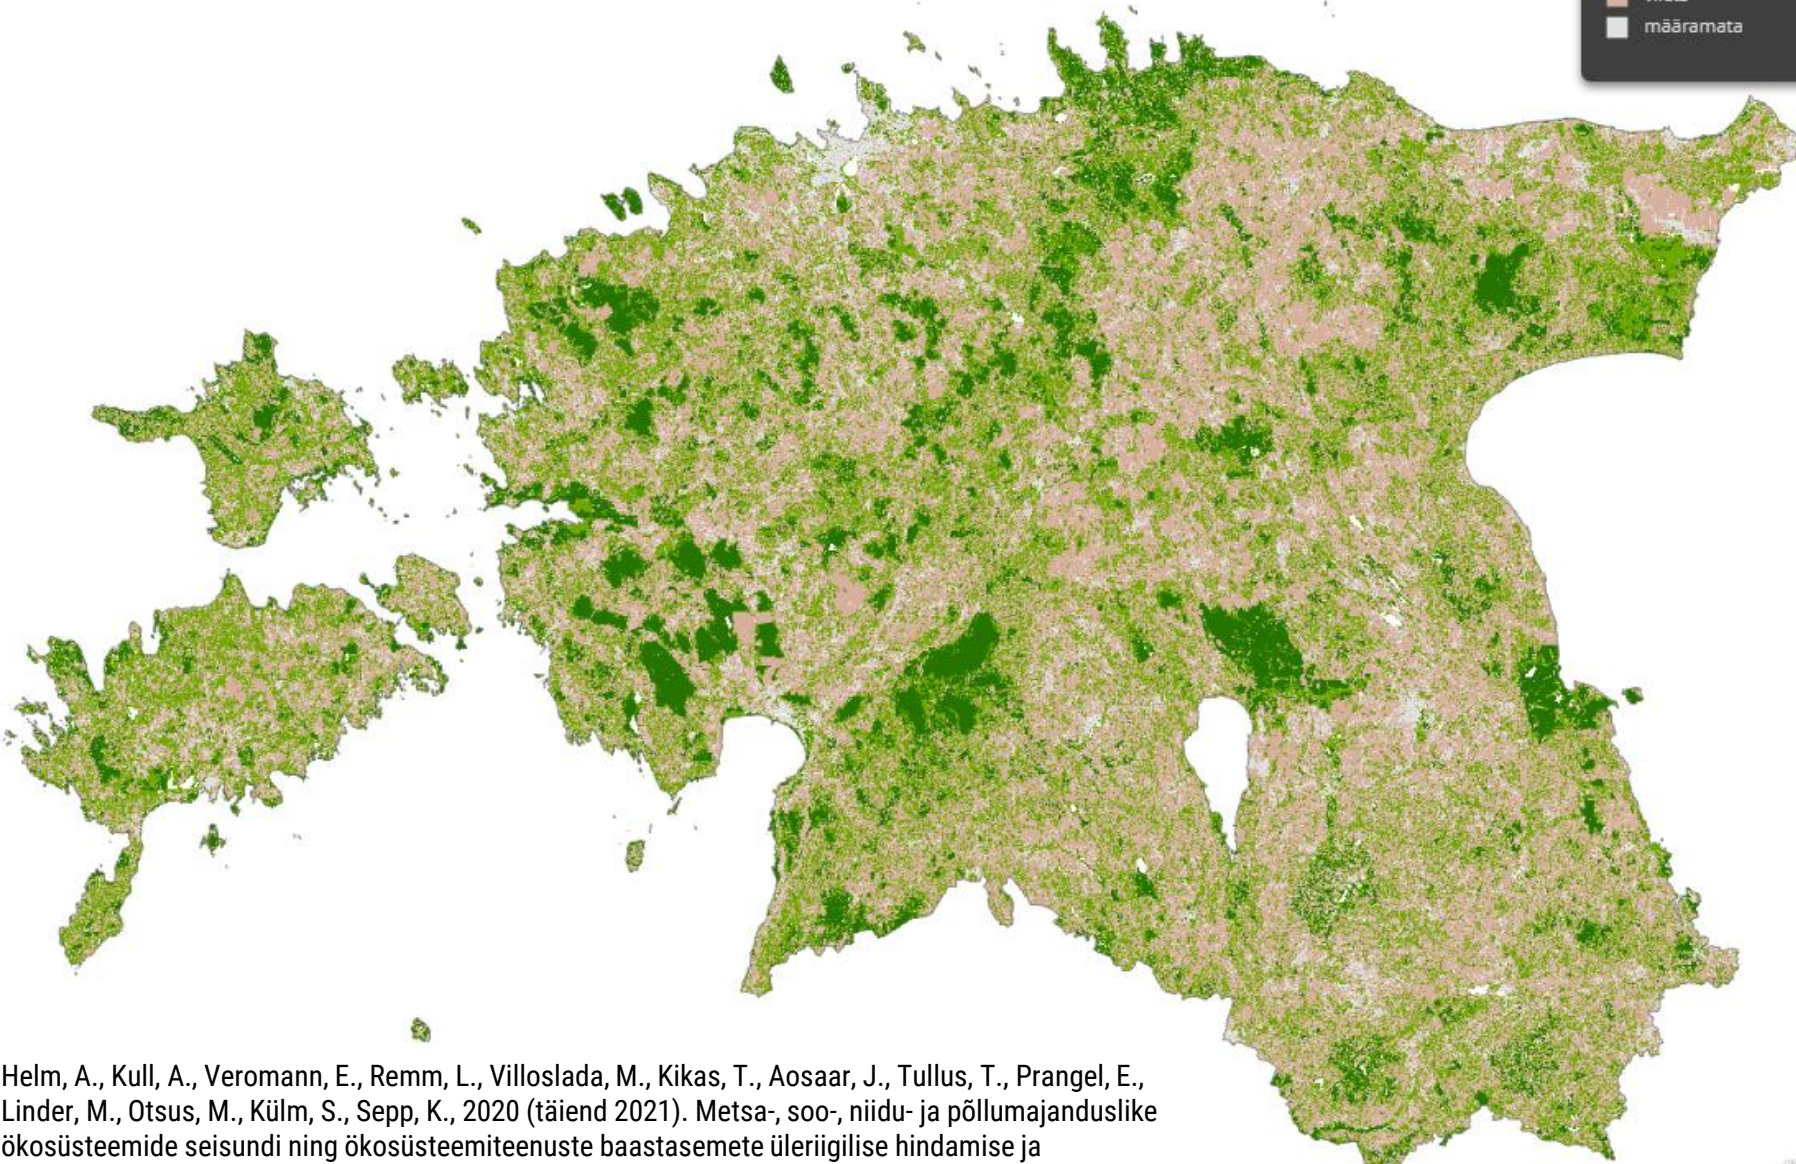 määramata
Helm, A., Kull, A., Veromann, E., Remm, L., Villoslada, M., Kikas, T., Aosaar, J., Tullus, T., Prangel, E.,
Linder, M., Otsus, M., Külm, S., Sepp, K., 2020 (täiend 2021). Metsa-, soo-, niidu- ja põllumajanduslike
ökosüsteemide seisundi ning ökosüsteemiteenuste baastasemete üleriigilise hindamise ja